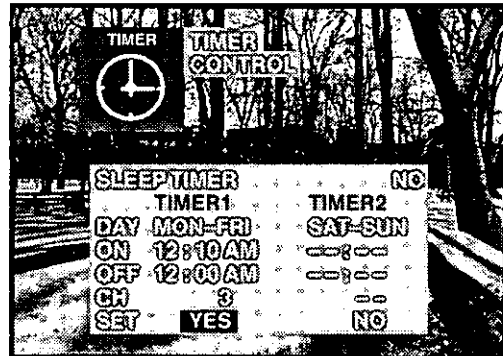 TIMER
TIMER
CONTROL
SLEEP TIMER NO
TIMER1 TIMER2
DAY MON-FRI SAT-SUN
ON 12:10 AM --:--
OFF 12:00 AM --:--
CH 3 --
SET YES NO